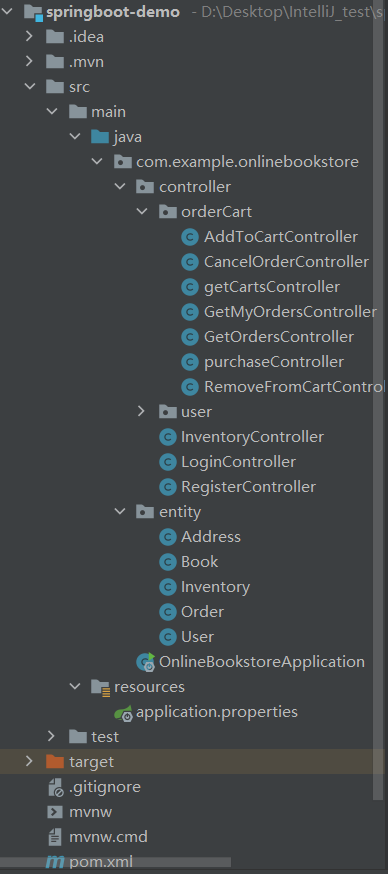 springboot-demo - D:\Desktop\IntelliJ_test\s
.idea
.mvn
src
main
java
com.example.onlinebookstore
controller
orderCart
AddToCartController
CancelOrderController
getCartsController
GetMyOrdersController
GetOrdersController
purchaseController
RemoveFromCartContro
user
InventoryController
LoginController
RegisterController
entity
Address
Book
Inventory
Order
User
OnlineBookstoreApplication
resources
application.properties
test
target
.gitignore
mvnw
mvnw.cmd
pom.xml